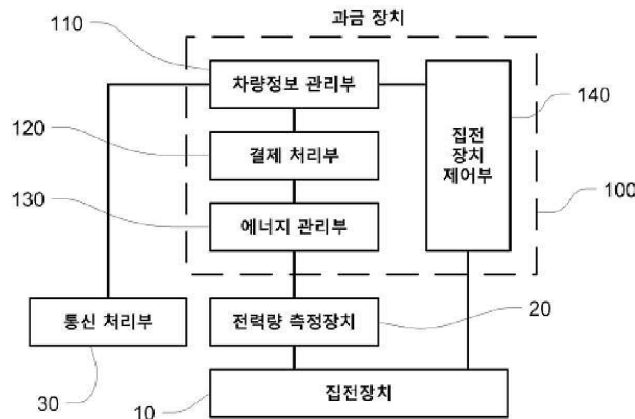 과금 장치
110
차량정보 관리부
140
120
결제 처리부
집전
장치
제어부
130
에너지 관리부
100
통신 처리부
전력량 측정장치
20
30
10
집전장치